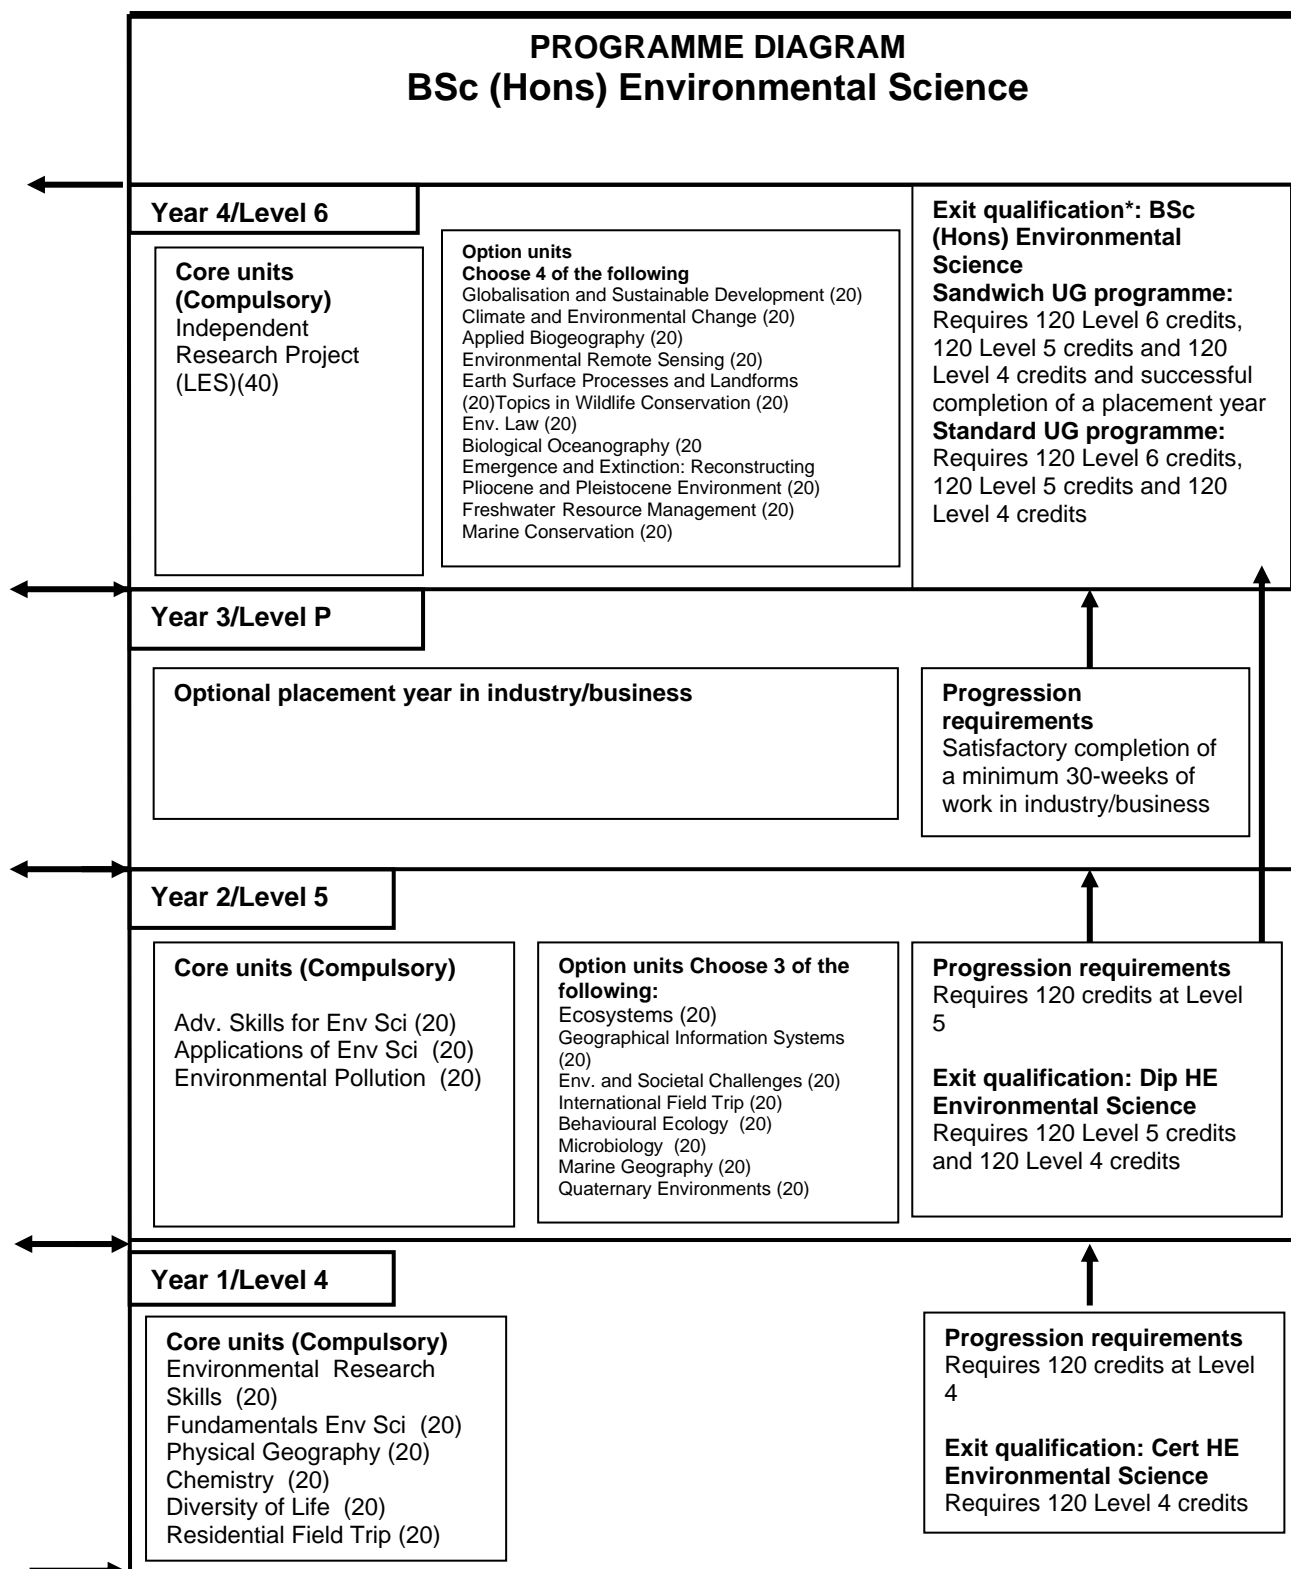 PROGRAMME DIAGRAM
BSc (Hons) Environmental Science
Year 4/Level 6
Core units
(Compulsory)
Independent
Research Project
(LES)(40)
Option units
Choose 4 of the following
Globalisation and Sustainable Development (20)
Climate and Environmental Change (20)
Applied Biogeography (20)
Environmental Remote Sensing (20)
Earth Surface Processes and Landforms
(20)Topics in Wildlife Conservation (20)
Env. Law (20)
Biological Oceanography (20
Emergence and Extinction: Reconstructing
Pliocene and Pleistocene Environment (20)
Freshwater Resource Management (20)
Marine Conservation (20)
Exit qualification*: BSc
(Hons) Environmental
Science
Sandwich UG programme:
Requires 120 Level 6 credits,
120 Level 5 credits and 120
Level 4 credits and successful
completion of a placement year
Standard UG programme:
Requires 120 Level 6 credits,
120 Level 5 credits and 120
Level 4 credits
Year 3/Level P
Optional placement year in industry/business
Progression
requirements
Satisfactory completion of
a minimum 30-weeks of
work in industry/business
Year 2/Level 5
Core units (Compulsory)
Adv. Skills for Env Sci (20)
Applications of Env Sci (20)
Environmental Pollution (20)
Option units Choose 3 of the
following:
Ecosystems (20)
Geographical Information Systems
(20)
Env. and Societal Challenges (20)
International Field Trip (20)
Behavioural Ecology (20)
Microbiology (20)
Marine Geography (20)
Quaternary Environments (20)
Progression requirements
Requires 120 credits at Level
5
Exit qualification: Dip HE
Environmental Science
Requires 120 Level 5 credits
and 120 Level 4 credits
Year 1/Level 4
Core units (Compulsory)
Environmental Research
Skills (20)
Fundamentals Env Sci (20)
Physical Geography (20)
Chemistry (20)
Diversity of Life (20)
Residential Field Trip (20)
Progression requirements
Requires 120 credits at Level
4
Exit qualification: Cert HE
Environmental Science
Requires 120 Level 4 credits